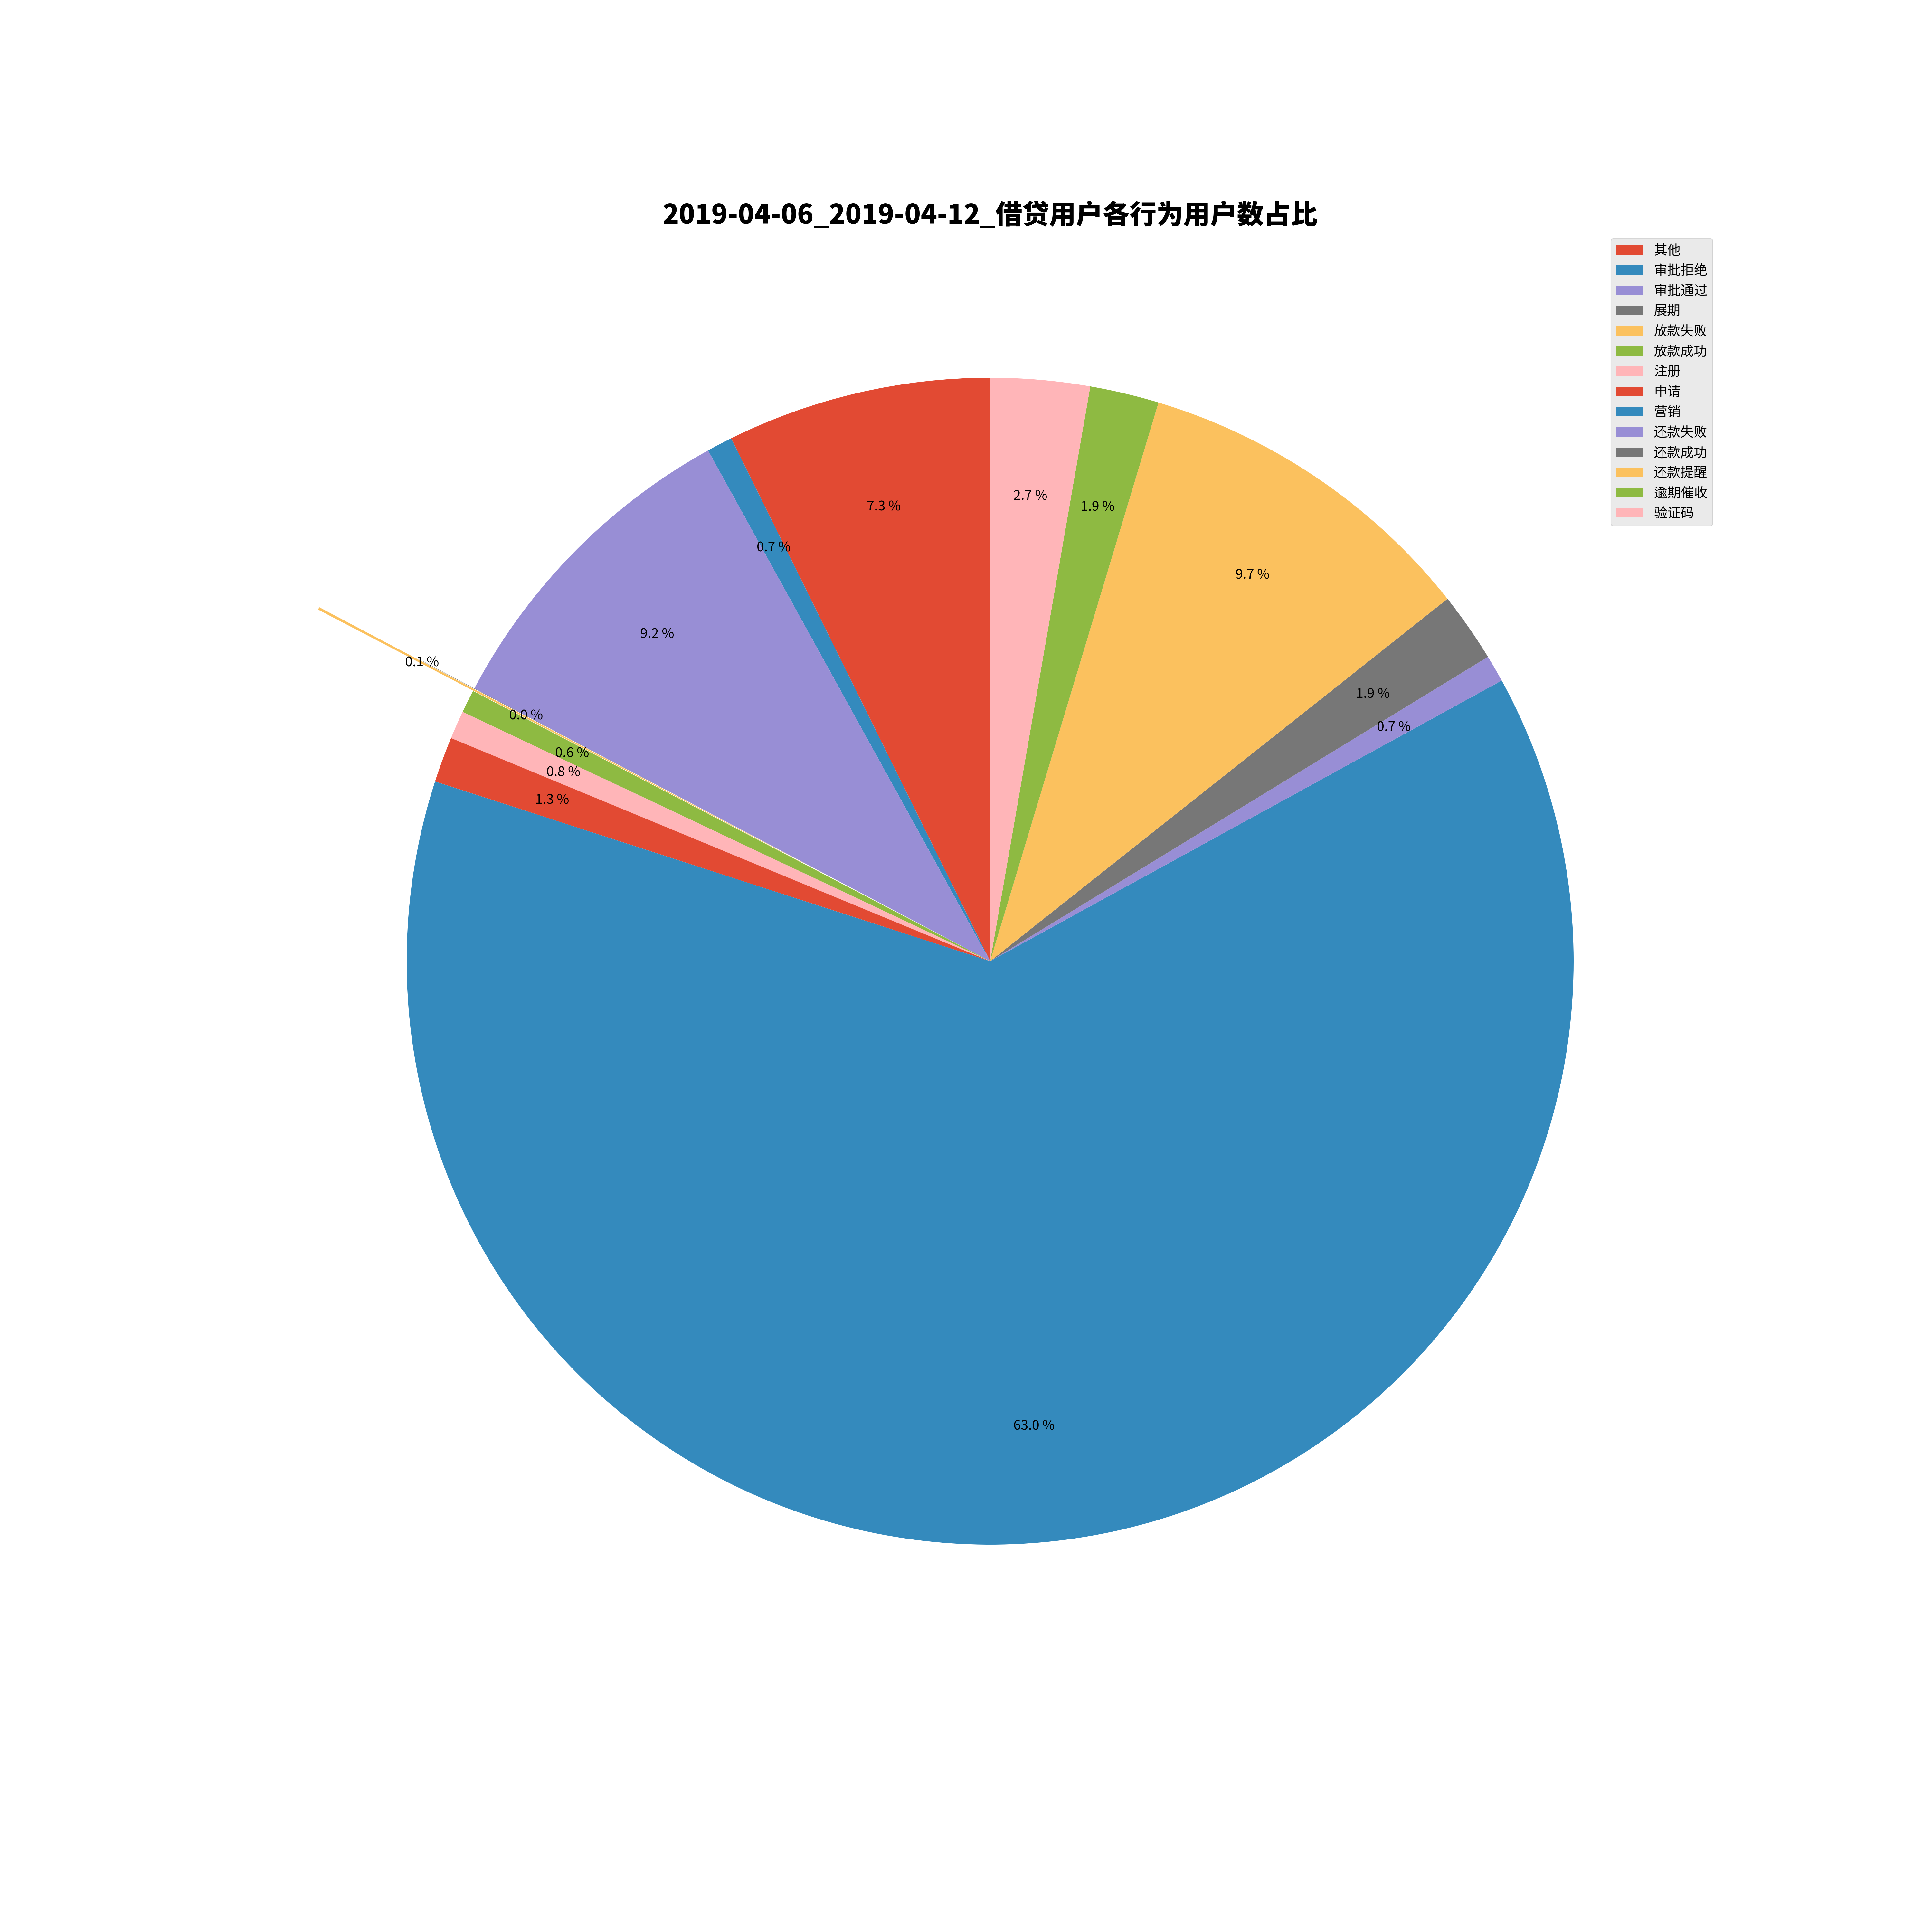 2019-04-06_2019-04-12_借贷用户各行为用户数占比
其他
审批拒绝
审批通过
展期
放款失败
放款成功
注册
申请
营销
还款失败
还款成功
还款提醒
逾期催收
验证码
2.7 %
1.9 %
7.3 %
0.7 %
9.7 %
9.2 %
0.1 %
1.9 %
0.0 %
0.7 %
0.6 %
0.8 %
1.3 %
63.0 %